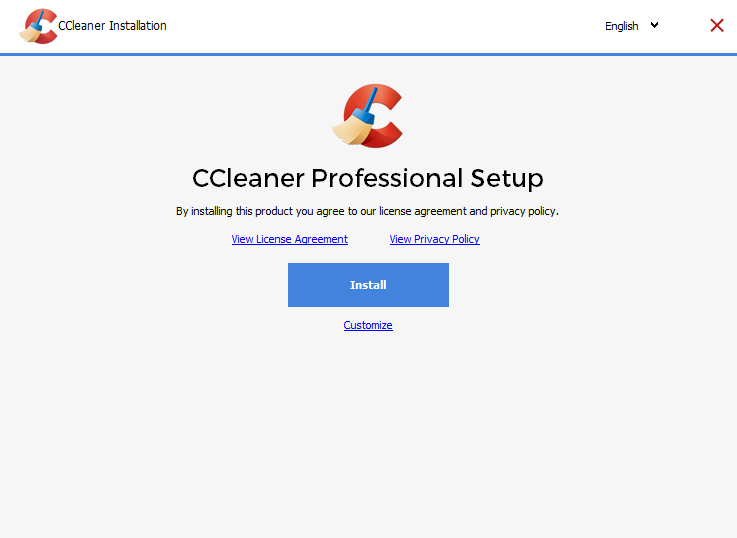 CCleaner Installation
English
CCleaner Professional Setup
By installing this product you agree to our license agreement and privacy policy.
View License Agreement
View Privacy Policy
Install
Customize